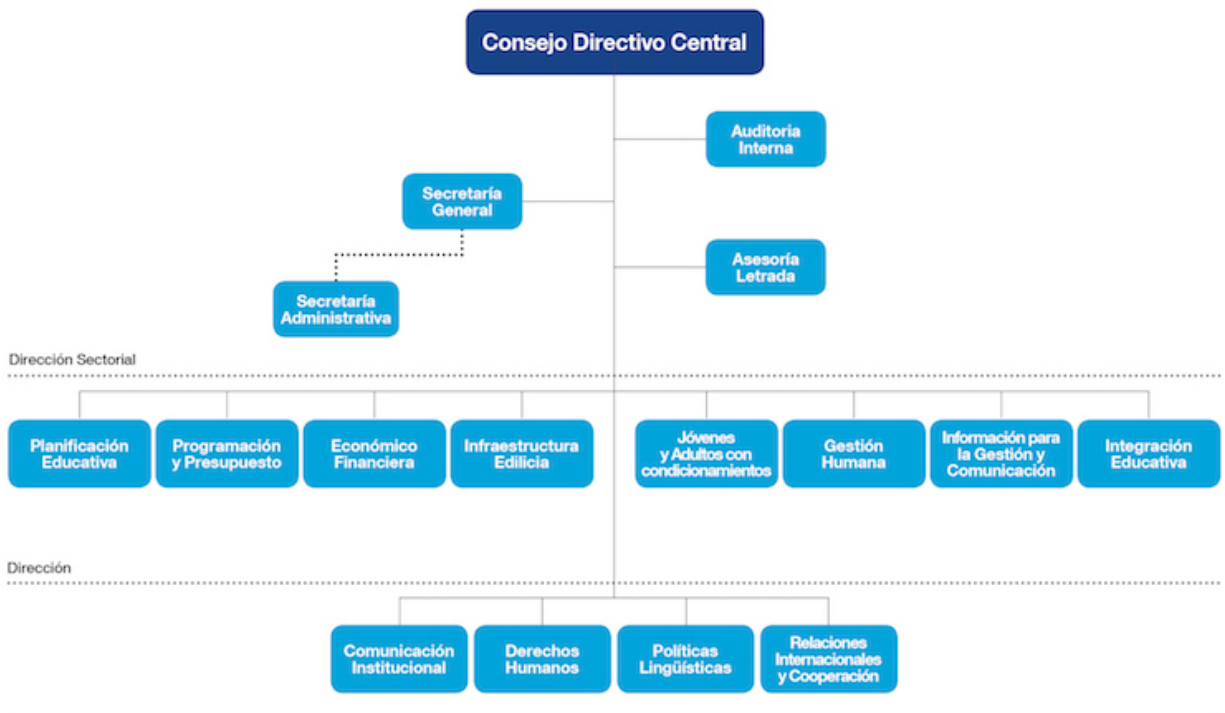 Consejo Directivo Central
Auditoria
Interna
Secretaría
General
Asesoría
Letrada
Secretaría
Administrativa
Dirección Sectorial
Planificación
Educativa
Programación
y Presupuesto
Económico
Financiera
Infraestructura
Edilicia
Jóvenes
y Adultos con
condicionamientos
Gestión
Humana
Información para
la Gestión y
Comunicación
Integración
Educativa
Dirección
Comunicación
Institucional
Derechos
Humanos
Políticas
Lingüísticas
Relaciones
Internacionales
y Cooperación